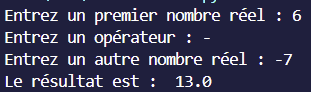 Entrez un premier nombre réel : 6
Entrez un opérateur : -
Entrez un autre nombre réel : -7
Le résultat est :  13.0